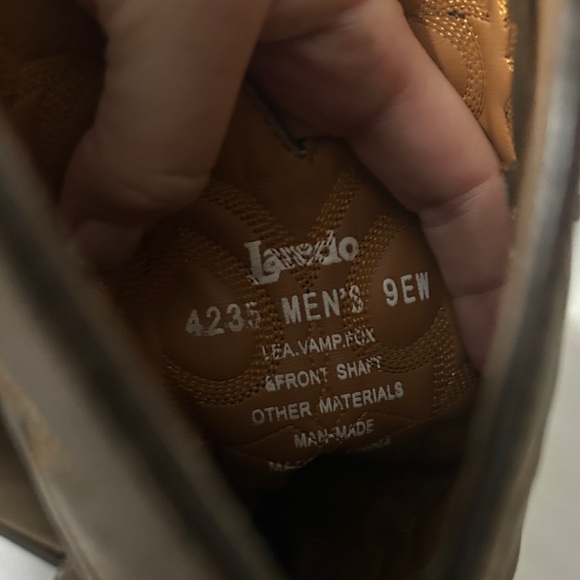 Laredo
4235 MEN'S 9EW
LEA.VAMP.FOX
&FRONT SHAFT
OTHER MATERIALS
MAN-MADE